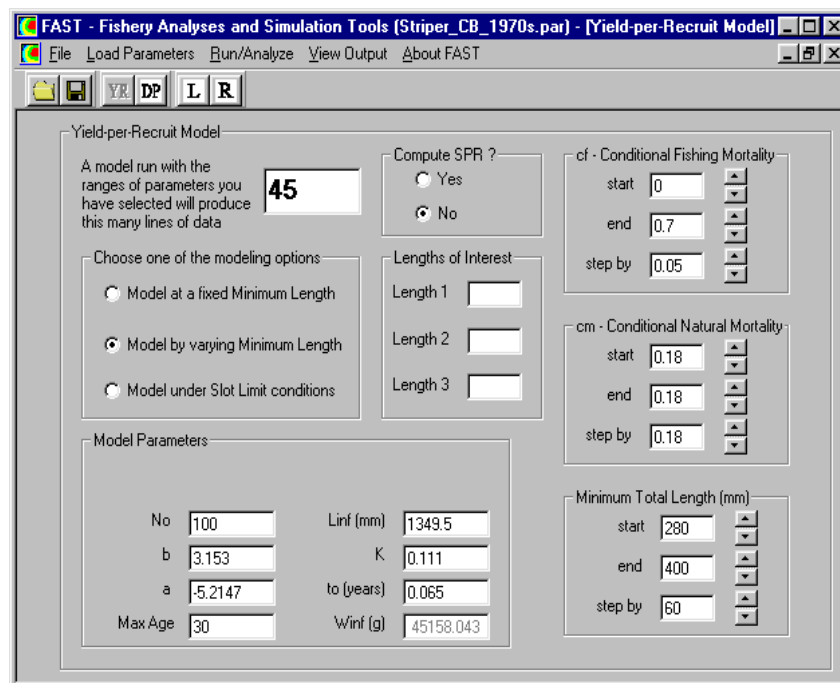 FAST - Fishery Analyses and Simulation Tools (Striper_CB_1970s.par) - [Yield-per-Recruit Model]
File Load Parameters Run/Analyze View Output About FAST
YR DP L R
Yield-per-Recruit Model
A model run with the
ranges of parameters you
have selected will produce
this many lines of data
45
Compute SPR ?
Yes
No
cf - Conditional Fishing Mortality
start 0
end 0.7
step by 0.05
Choose one of the modeling options
Model at a fixed Minimum Length
Model by varying Minimum Length
Model under Slot Limit conditions
Lengths of Interest
Length 1
Length 2
Length 3
cm - Conditional Natural Mortality
start 0.18
end 0.18
step by 0.18
Model Parameters
No 100 Linf (mm) 1349.5
b 3.153 K 0.111
a -5.2147 to (years) 0.065
Max Age 30 Winf (g) 45158.043
Minimum Total Length (mm)
start 280
end 400
step by 60